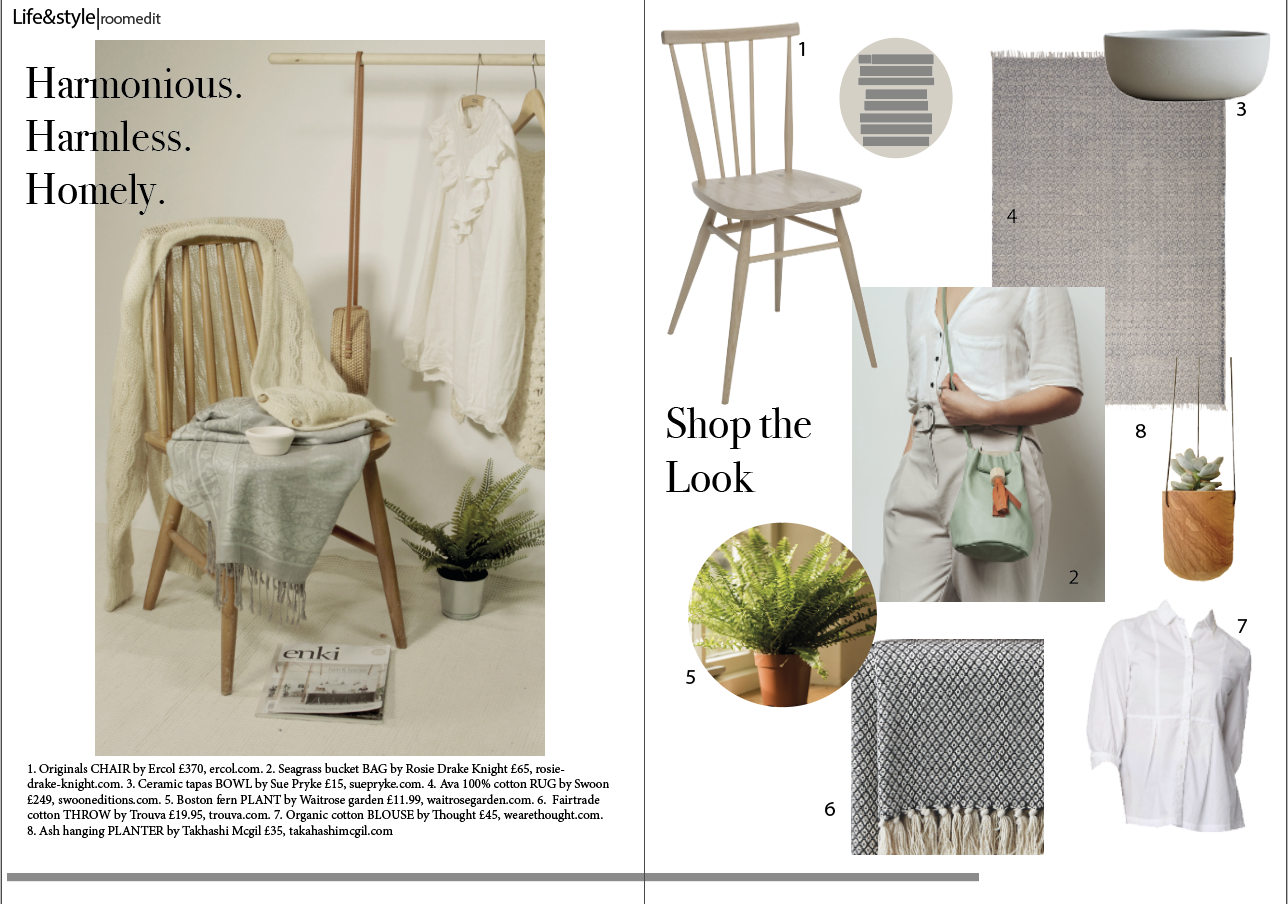 Life&style|roomedit
Harmonious.
Harmless.
Homely.
enki
1. Originals CHAIR by Ercol £370, ercol.com. 2. Seagrass bucket BAG by Rosie Drake Knight £65, rosie-
drake-knight.com. 3. Ceramic tapas BOWL by Sue Pryke £15, suepryke.com. 4. Ava 100% cotton RUG by Swoon
£249, swooneditions.com. 5. Boston fern PLANT by Waitrose garden £11.99, waitrosegarden.com. 6. Fairtrade
cotton THROW by Trouva £19.95, trouva.com. 7. Organic cotton BLOUSE by Thought £45, wearethought.com.
8. Ash hanging PLANTER by Takhashi Mcgil £35, takahashimcgil.com
1
3
4
Shop the
Look
8
2
5
7
6